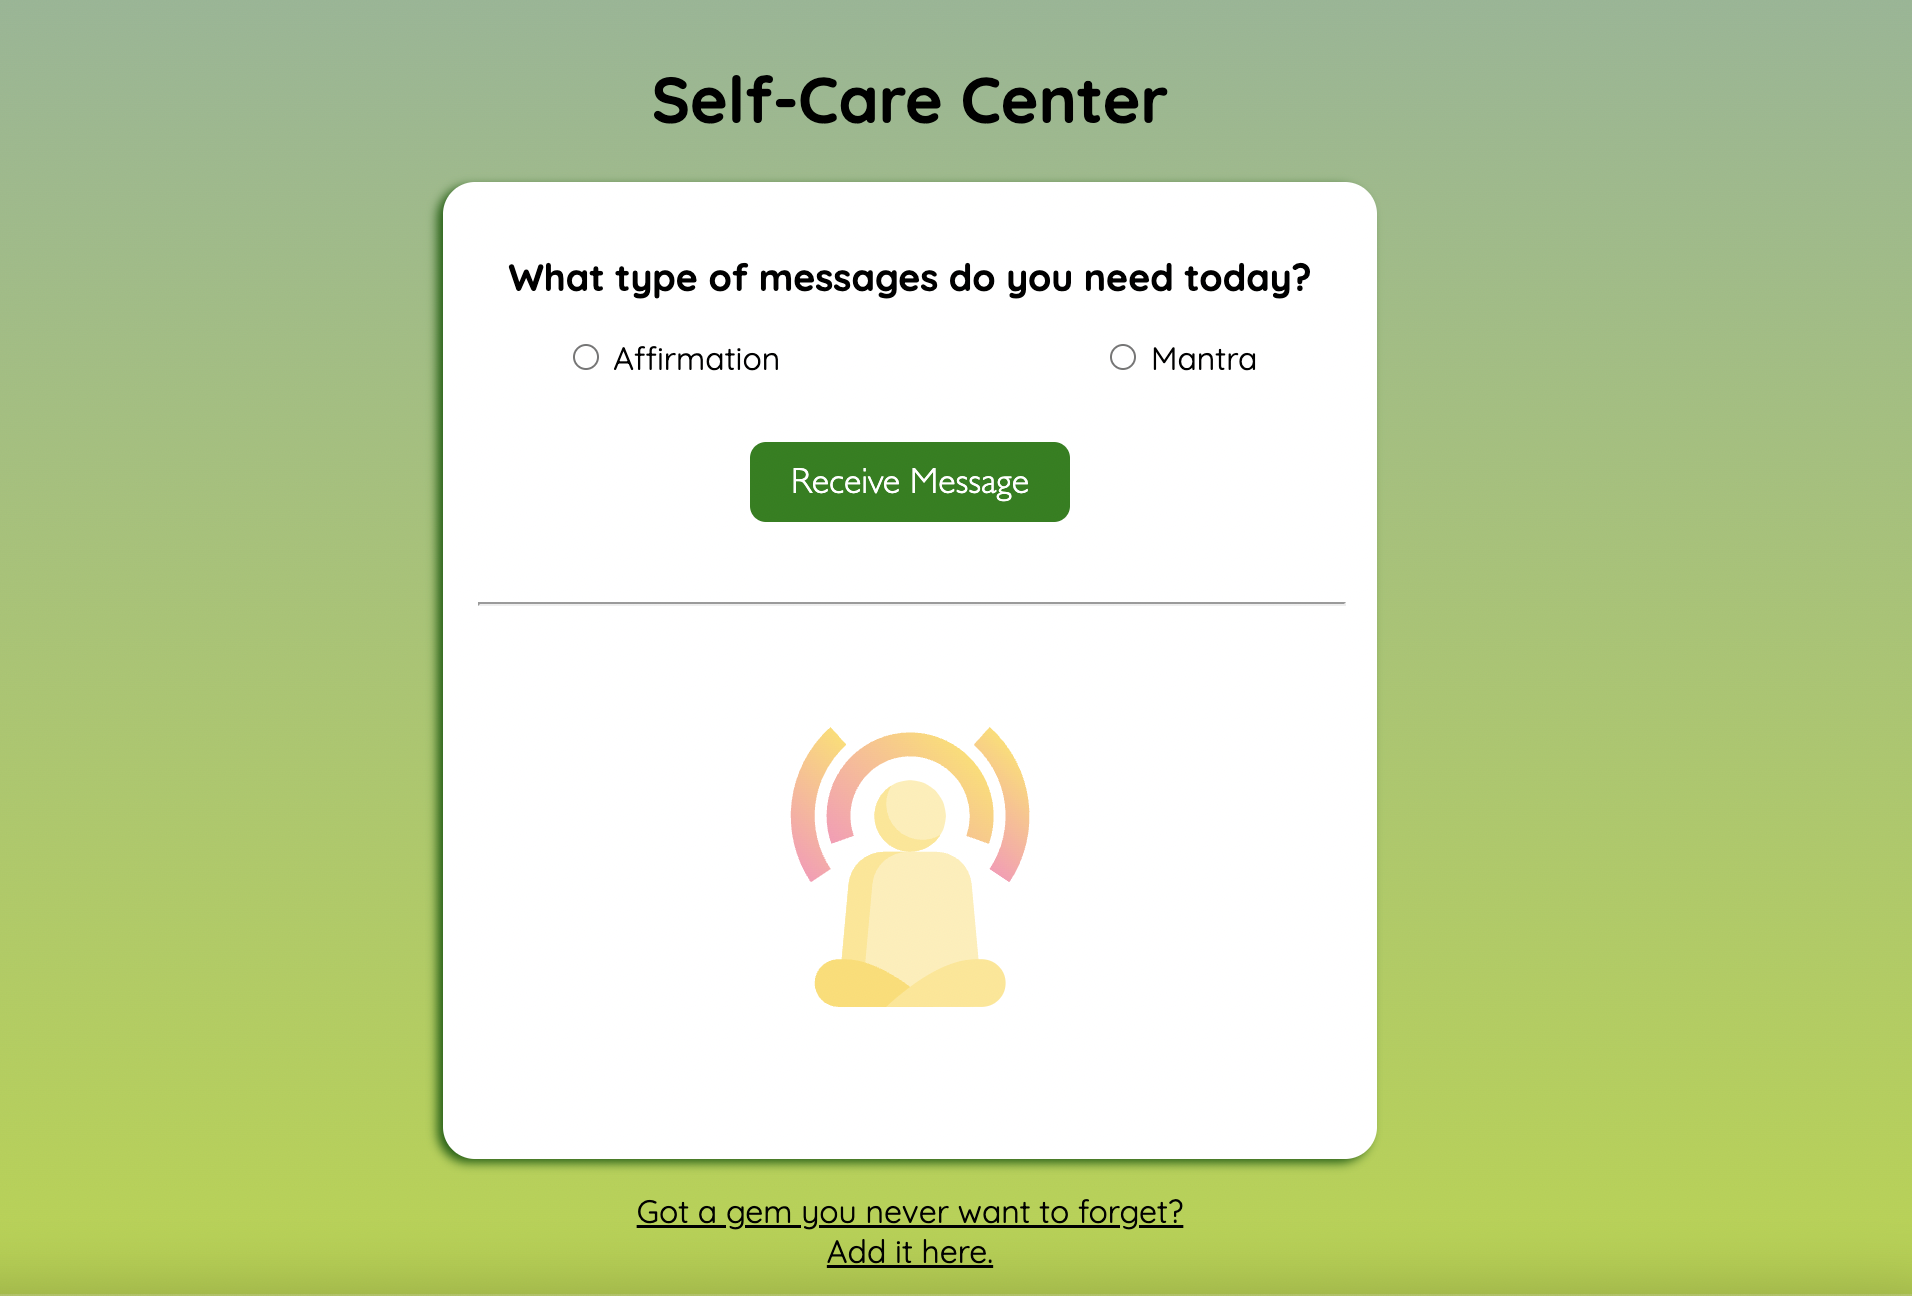 Self-Care Center
What type of messages do you need today?
Affirmation
Mantra
Receive Message
Got a gem you never want to forget?
Add it here.